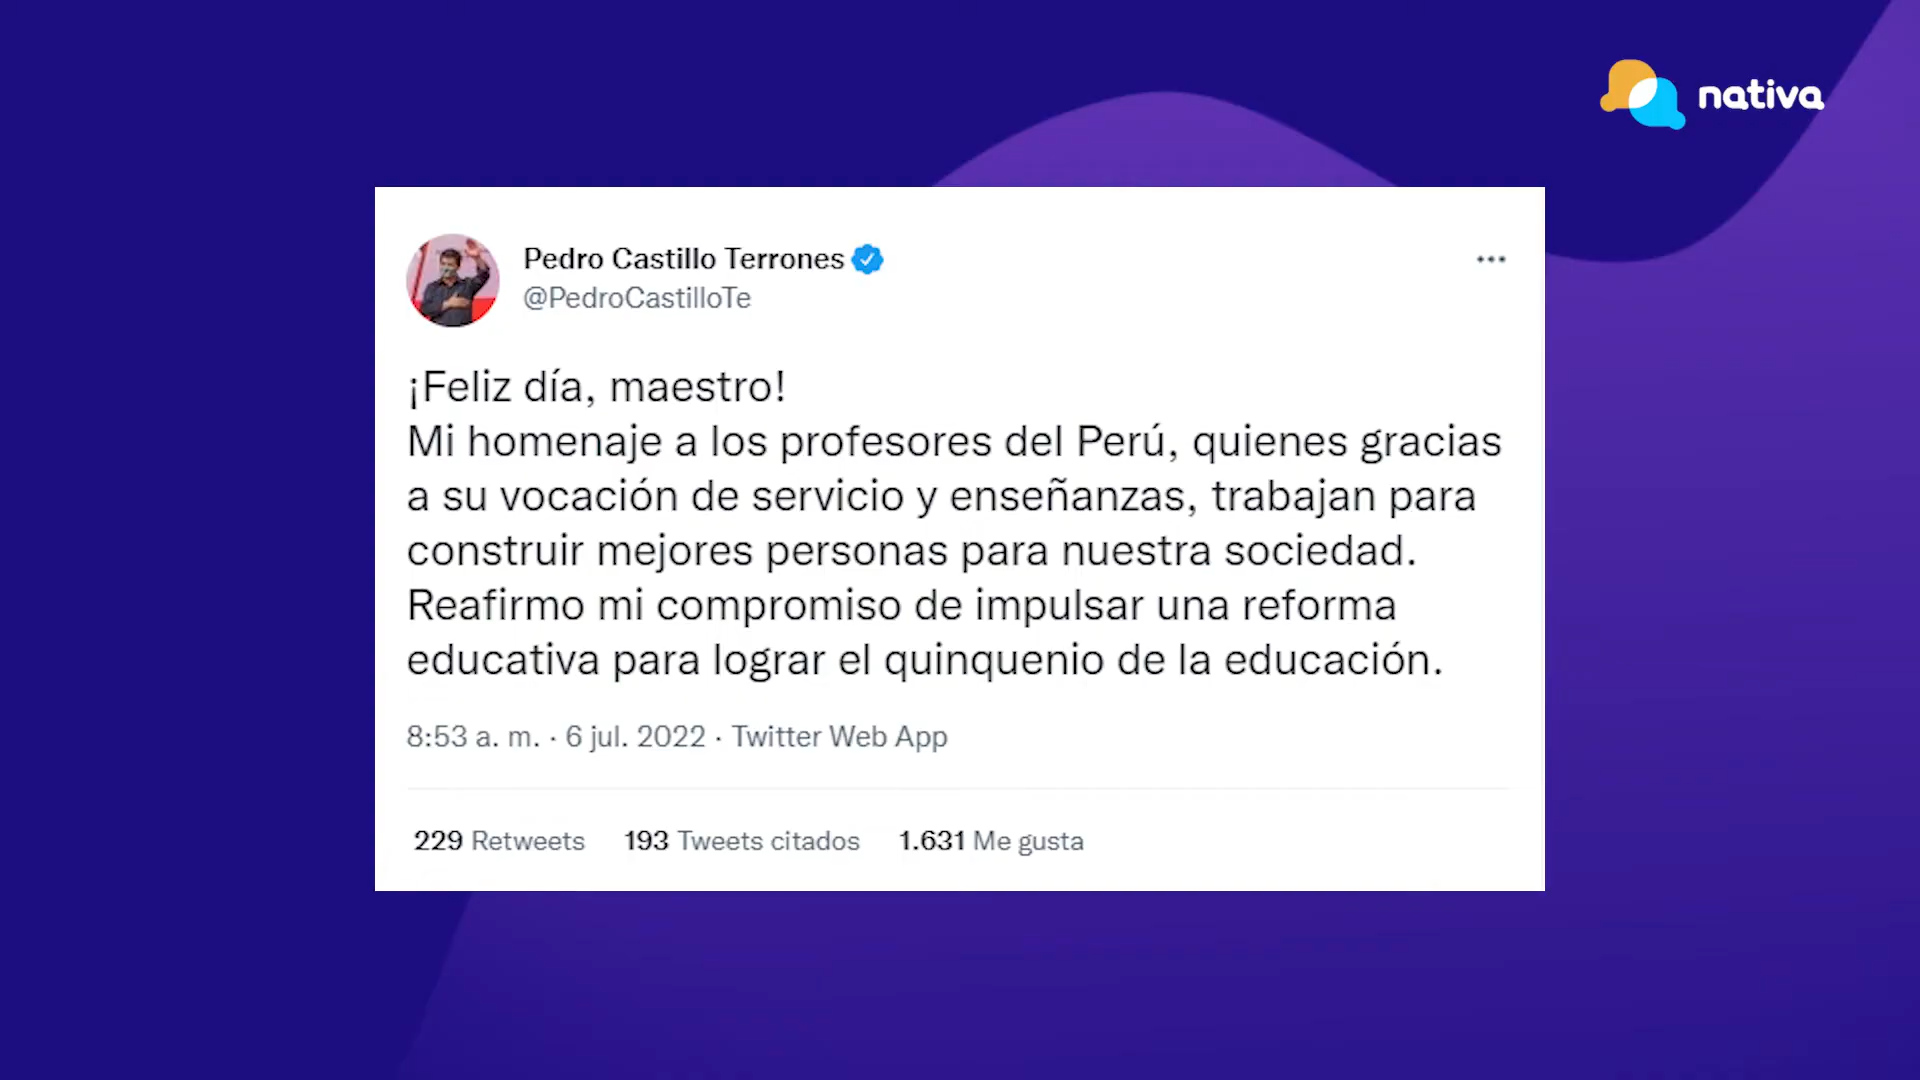 nativa
Pedro Castillo Terrones
@PedroCastilloTe
¡Feliz día, maestro!
Mi homenaje a los profesores del Perú, quienes gracias
a su vocación de servicio y enseñanzas, trabajan para
construir mejores personas para nuestra sociedad.
Reafirmo mi compromiso de impulsar una reforma
educativa para lograr el quinquenio de la educación.
8:53 a. m. · 6 jul. 2022 · Twitter Web App
229 Retweets 193 Tweets citados 1.631 Me gusta